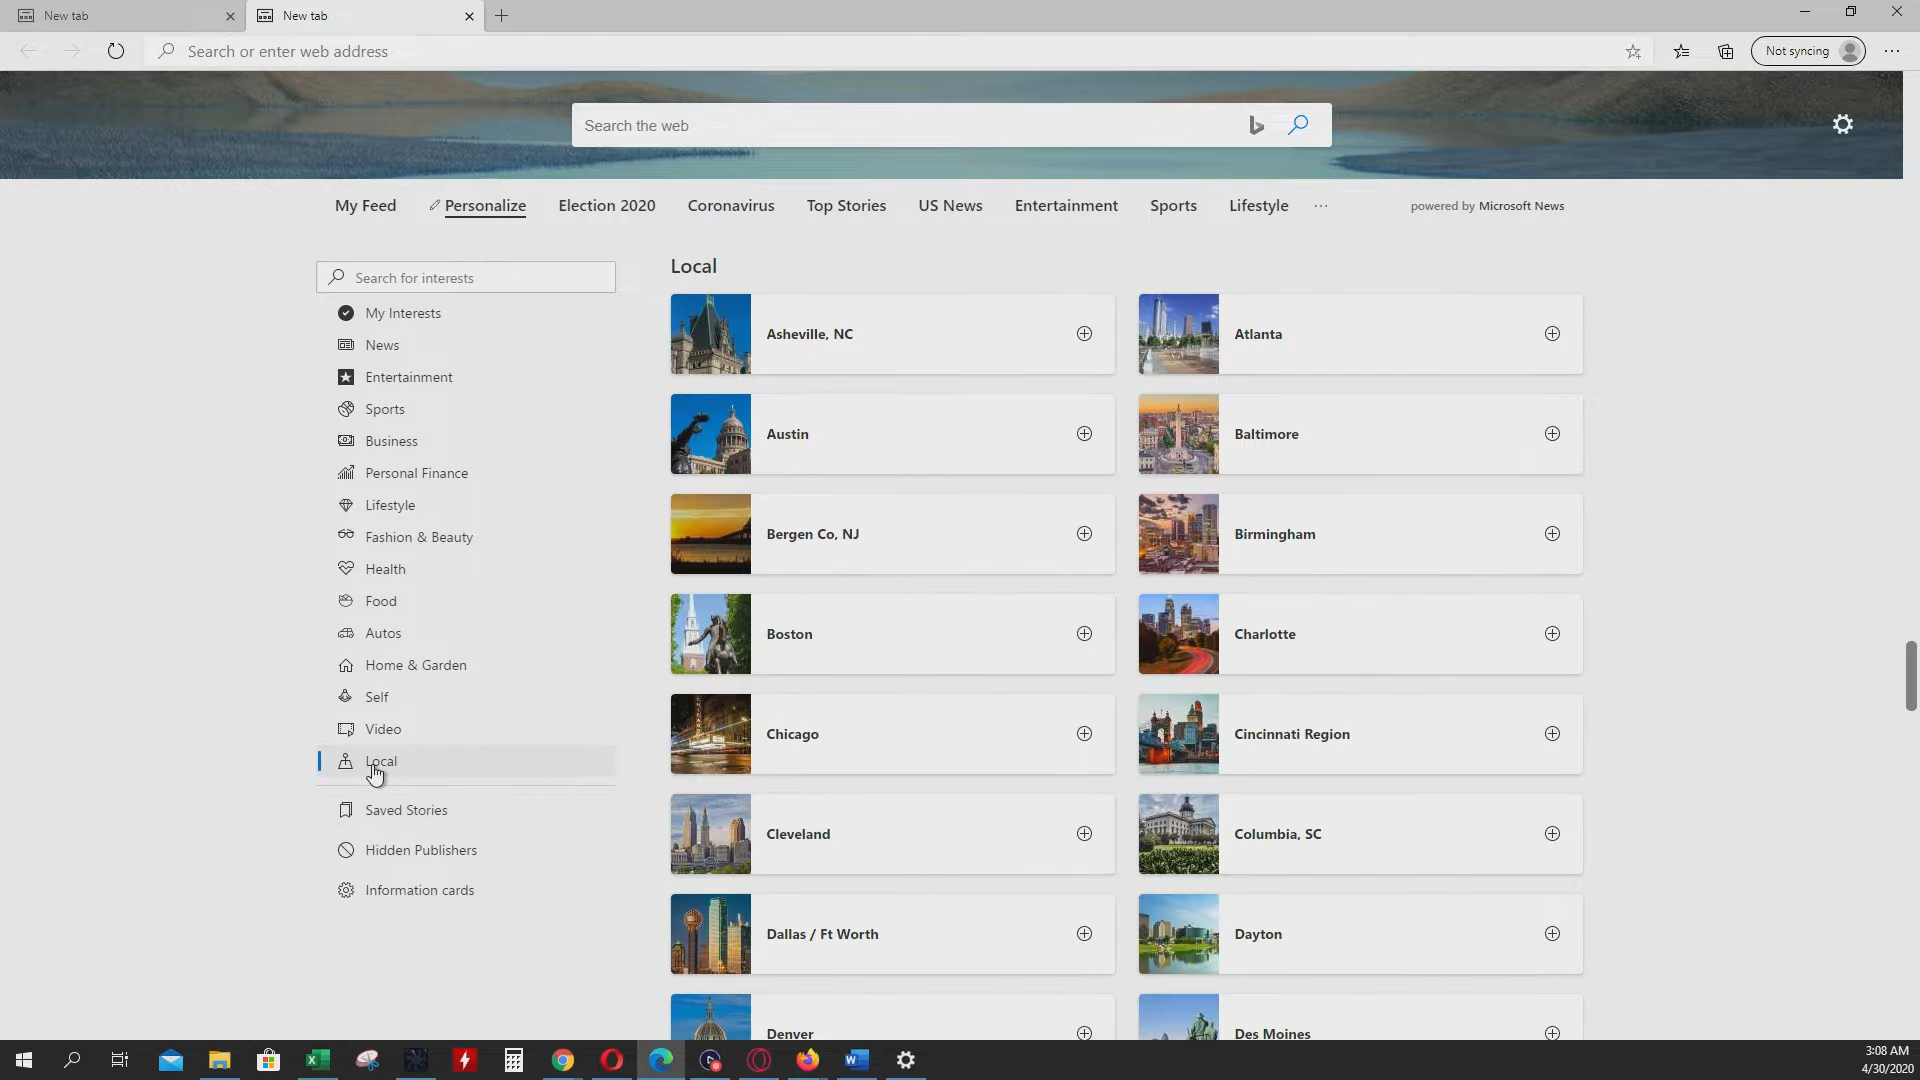 New tab
New tab
Search or enter web address
Not syncing
Search the web
My Feed
Personalize
Election 2020
Coronavirus
Top Stories
US News
Entertainment
Sports
Lifestyle
...
powered by Microsoft News
Search for interests
My Interests
News
Entertainment
Sports
Business
Personal Finance
Lifestyle
Fashion & Beauty
Health
Food
Autos
Home & Garden
Self
Video
Local
Saved Stories
Hidden Publishers
Information cards
Local
Asheville, NC
Atlanta
Austin
Baltimore
Bergen Co, NJ
Birmingham
Boston
Charlotte
Chicago
Cincinnati Region
Cleveland
Columbia, SC
Dallas / Ft Worth
Dayton
Denver
Des Moines
3:08 AM
4/30/2020